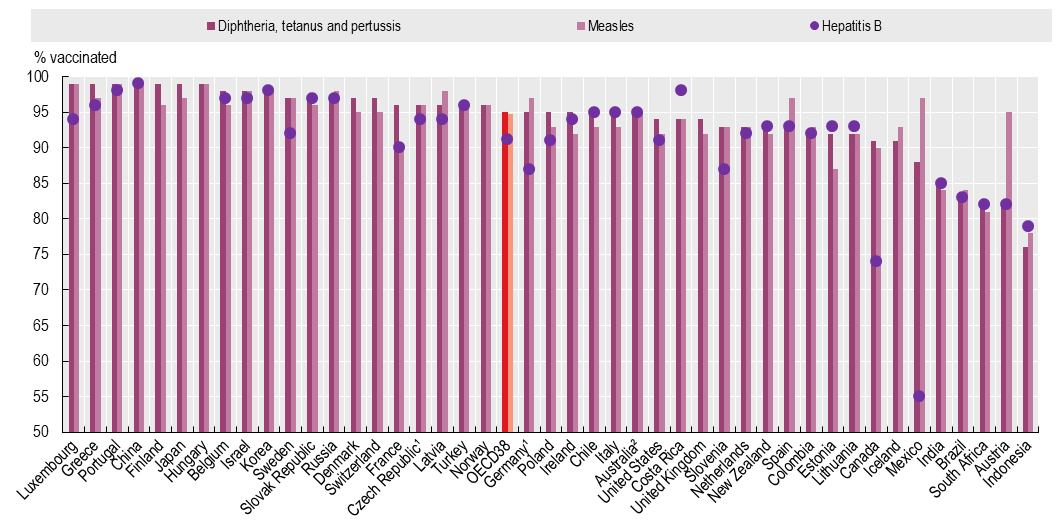 Diphtheria, tetanus and pertussis Measles Hepatitis B
% vaccinated
100
95
90
85
80
75
70
65
60
55
50
Luxembourg
Greece
Portugal
China
Finland
Japan
Hungary
Belgium
Israel
Korea
Sweden
Slovak Republic
Russia
Denmark
Switzerland
France
Czech Republic¹
Latvia
Turkey
Norway
OECD38
Germany¹
Poland
Ireland
Chile
Italy
Australia²
United States
Costa Rica
United Kingdom
Slovenia
Netherlands
New Zealand
Spain
Colombia
Estonia
Lithuania
Canada
Iceland
Mexico
India
Brazil
South Africa
Austria
Indonesia